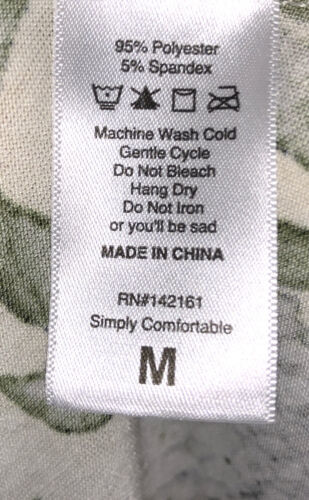 95% Polyester
5% Spandex
Machine Wash Cold
Gentle Cycle
Do Not Bleach
Hang Dry
Do Not Iron
or you'll be sad
MADE IN CHINA
RN#142161
Simply Comfortable
M